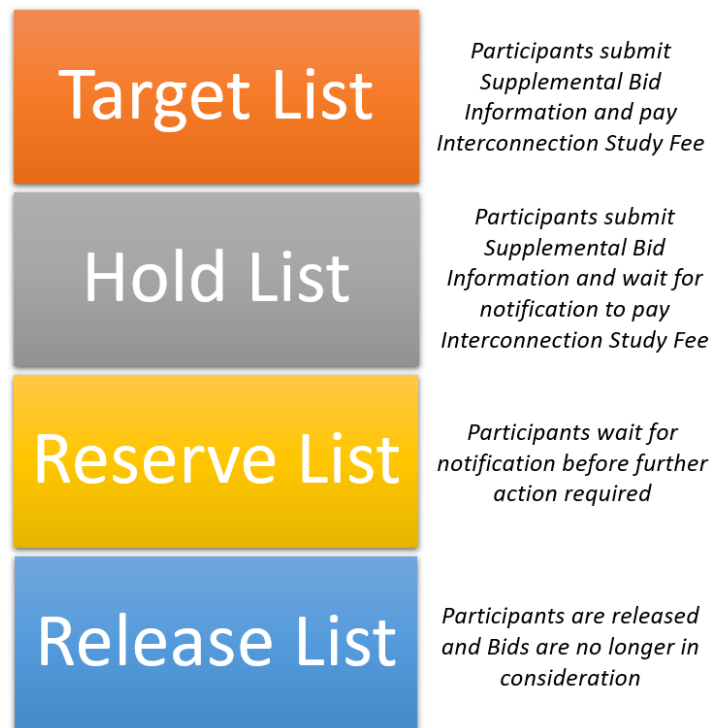 Target List
Participants submit
Supplemental Bid
Information and pay
Interconnection Study Fee
Hold List
Participants submit
Supplemental Bid
Information and wait for
notification to pay
Interconnection Study Fee
Reserve List
Participants wait for
notification before further
action required
Release List
Participants are released
and Bids are no longer in
consideration